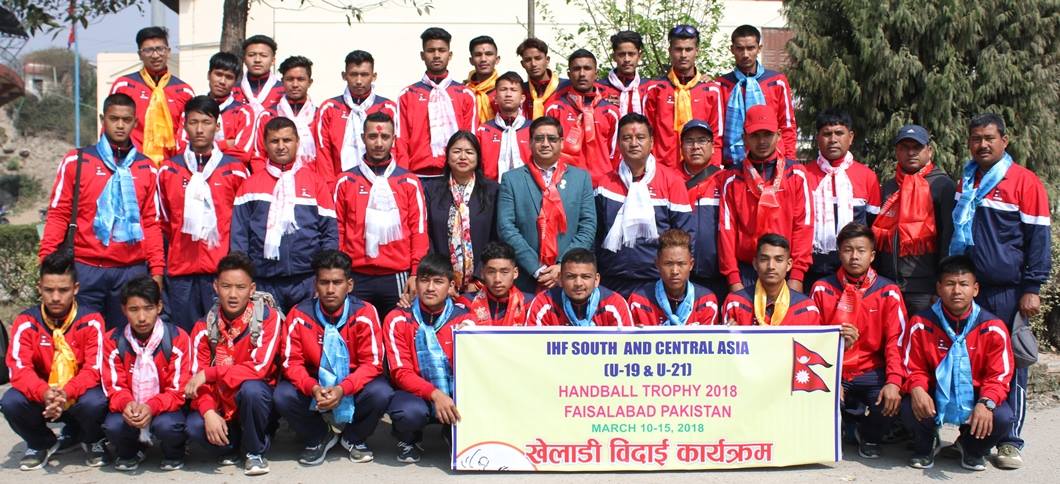 IHF SOUTH AND CENTRAL ASIA
(U-19 & U-21)
HANDBALL TROPHY 2018
FAISALABAD PAKISTAN
MARCH 10-15, 2018
खेलाडी विदाई कार्यक्रम